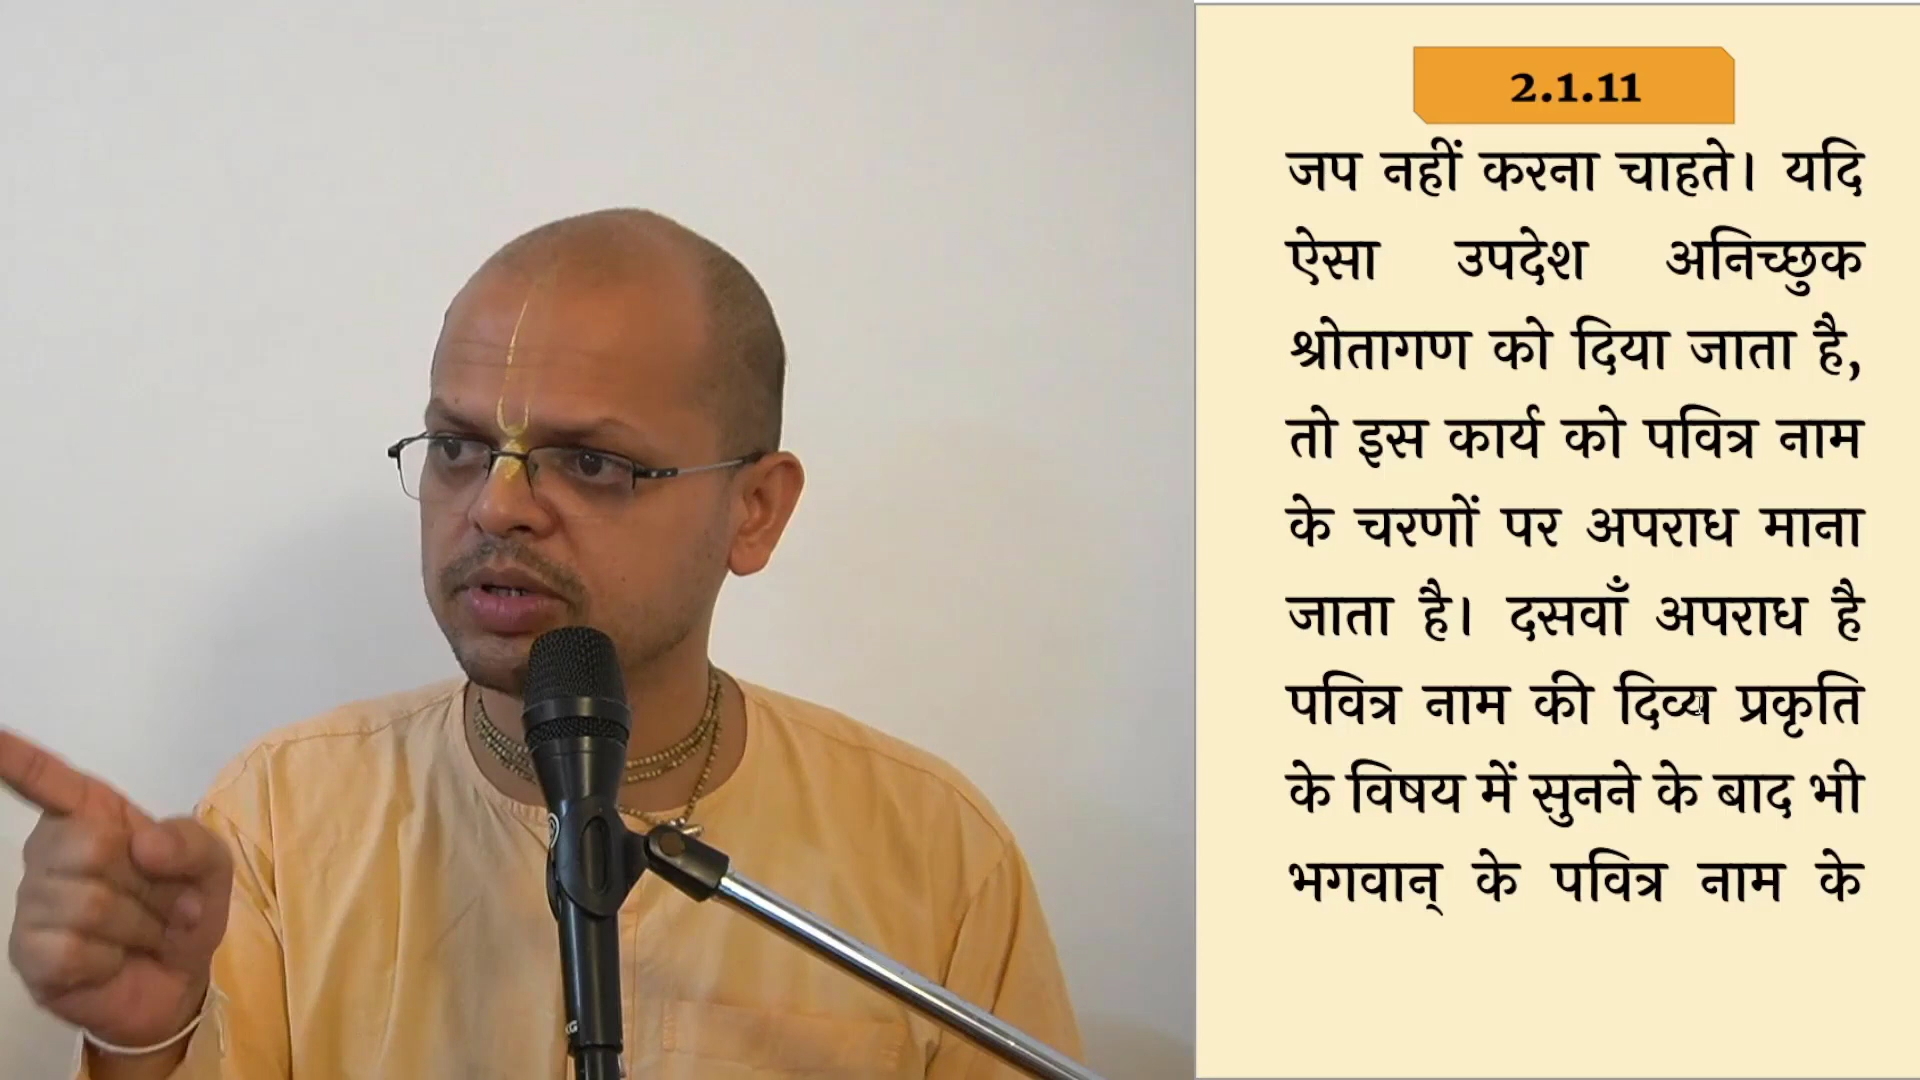 2.1.11
जप नहीं करना चाहते। यदि
ऐसा उपदेश अनिच्छुक
श्रोतागण को दिया जाता है,
तो इस कार्य को पवित्र नाम
के चरणों पर अपराध माना
जाता है। दसवाँ अपराध है
पवित्र नाम की दिव्य प्रकृति
के विषय में सुनने के बाद भी
भगवान् के पवित्र नाम के